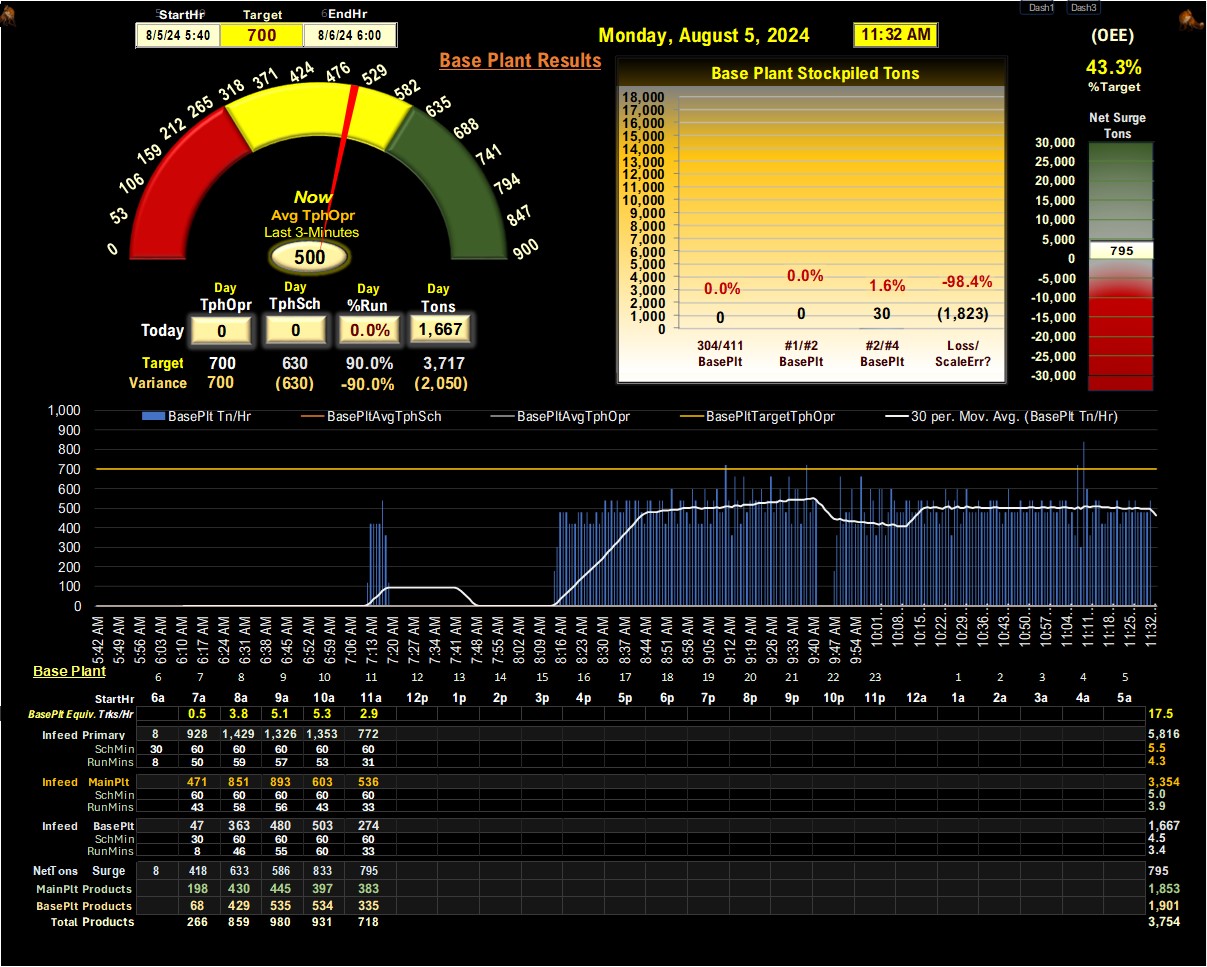 StartHr Target EndHr Dash1 Dash3
8/5/24 5:40 700 8/6/24 6:00 Monday, August 5, 2024 11:32 AM (OEE)
Base Plant Results 43.3%
%Target
Base Plant Stockpiled Tons
0 53 106 159 212 265 318 371 424 476 529 582 635 688 741 794 847 900
Now
Avg TphOpr
Last 3-Minutes
500
18,000
17,000
16,000
15,000
14,000
13,000
12,000
11,000
10,000
9,000
8,000
7,000
6,000
5,000
4,000
3,000
2,000
1,000
0
0.0% 0.0% 1.6% -98.4%
0 0 30 (1,823)
304/411 #1/#2 #2/#4 Loss/
BasePlt BasePlt BasePlt ScaleErr?
Net Surge
Tons
30,000
25,000
20,000
15,000
10,000
5,000
795
0
-5,000
-10,000
-15,000
-20,000
-25,000
-30,000
Day Day Day Day
TphOpr TphSch %Run Tons
Today 0 0 0.0% 1,667
Target 700 630 90.0% 3,717
Variance 700 (630) -90.0% (2,050)
BasePlt Tn/Hr BasePltAvgTphSch BasePltAvgTphOpr BasePltTargetTphOpr 30 per. Mov. Avg. (BasePlt Tn/Hr)
1,000
900
800
700
600
500
400
300
200
100
0
5:42 AM 5:49 AM 5:56 AM 6:03 AM 6:10 AM 6:17 AM 6:24 AM 6:31 AM 6:38 AM 6:45 AM 6:52 AM 6:59 AM 7:06 AM 7:13 AM 7:20 AM 7:27 AM 7:34 AM 7:41 AM 7:48 AM 7:55 AM 8:02 AM 8:09 AM 8:16 AM 8:23 AM 8:30 AM 8:37 AM 8:44 AM 8:51 AM 8:58 AM 9:05 AM 9:12 AM 9:19 AM 9:26 AM 9:33 AM 9:40 AM 9:47 AM 9:54 AM 10:01... 10:08... 10:15... 10:22... 10:29... 10:36... 10:43... 10:50... 10:57... 11:04... 11:11... 11:18... 11:25... 11:32...
Base Plant 6 7 8 9 10 11 12 13 14 15 16 17 18 19 20 21 22 23 1 2 3 4 5
StartHr 6a 7a 8a 9a 10a 11a 12p 1p 2p 3p 4p 5p 6p 7p 8p 9p 10p 11p 12a 1a 2a 3a 4a 5a
BasePlt Equiv. Trks/Hr 0.5 3.8 5.1 5.3 2.9 17.5
Infeed Primary 8 928 1,429 1,326 1,353 772 5,816
SchMin 30 60 60 60 60 60 5.5
RunMins 8 50 59 57 53 31 4.3
Infeed MainPlt 471 851 893 603 536 3,354
SchMin 60 60 60 60 60 5.0
RunMins 43 58 56 43 33 3.9
Infeed BasePlt 47 363 480 503 274 1,667
SchMin 30 60 60 60 60 4.5
RunMins 8 46 55 60 33 3.4
NetTons Surge 8 418 633 586 833 795 795
MainPlt Products 198 430 445 397 383 1,853
BasePlt Products 68 429 535 534 335 1,901
Total Products 266 859 980 931 718 3,754